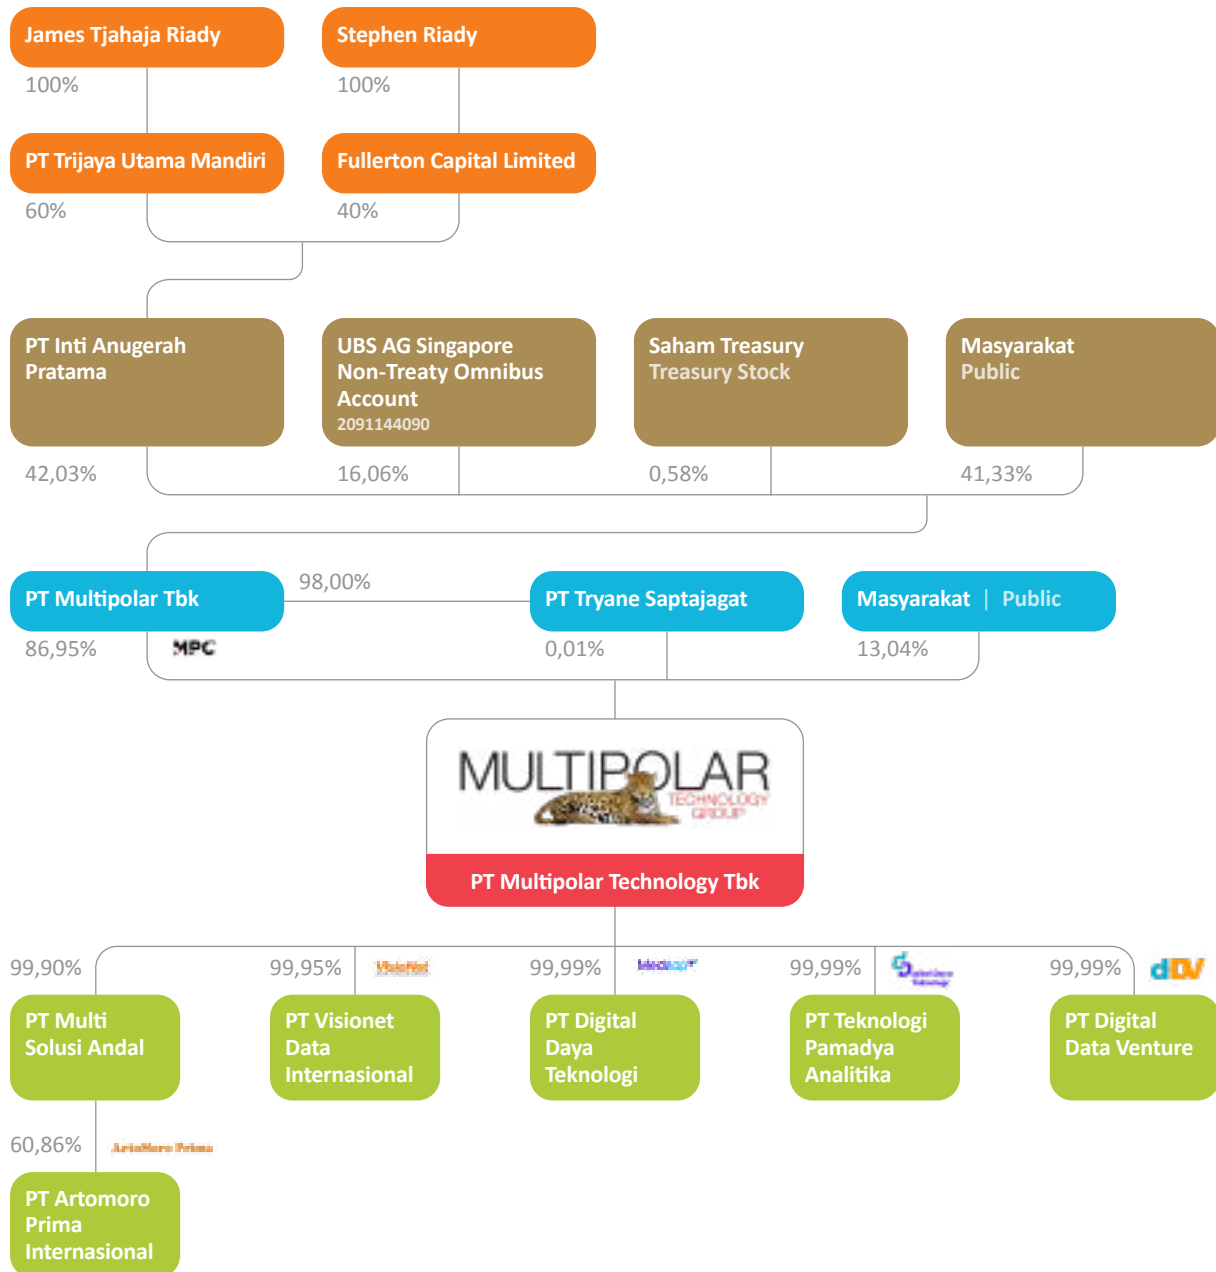 James Tjahaja Riady
Stephen Riady
100%
100%
PT Trijaya Utama Mandiri
Fullerton Capital Limited
60%
40%
PT Inti Anugerah
Pratama
UBS AG Singapore
Non-Treaty Omnibus
Account
2091144090
Saham Treasury
Treasury Stock
Masyarakat
Public
42,03%
16,06%
0,58%
41,33%
PT Multipolar Tbk
98,00%
PT Tryane Saptajagat
Masyarakat | Public
86,95%
MPC
0,01%
13,04%
MULTIPOLAR
TECHNOLOGY
GROUP
PT Multipolar Technology Tbk
99,90%
99,95%
VisioNet
99,99%
99,99%
99,99%
dDV
PT Multi
Solusi Andal
PT Visionet
Data
Internasional
PT Digital
Daya
Teknologi
PT Teknologi
Pamadya
Analitika
PT Digital
Data Venture
60,86%
ArtoMoro Prima
PT Artomoro
Prima
Internasional